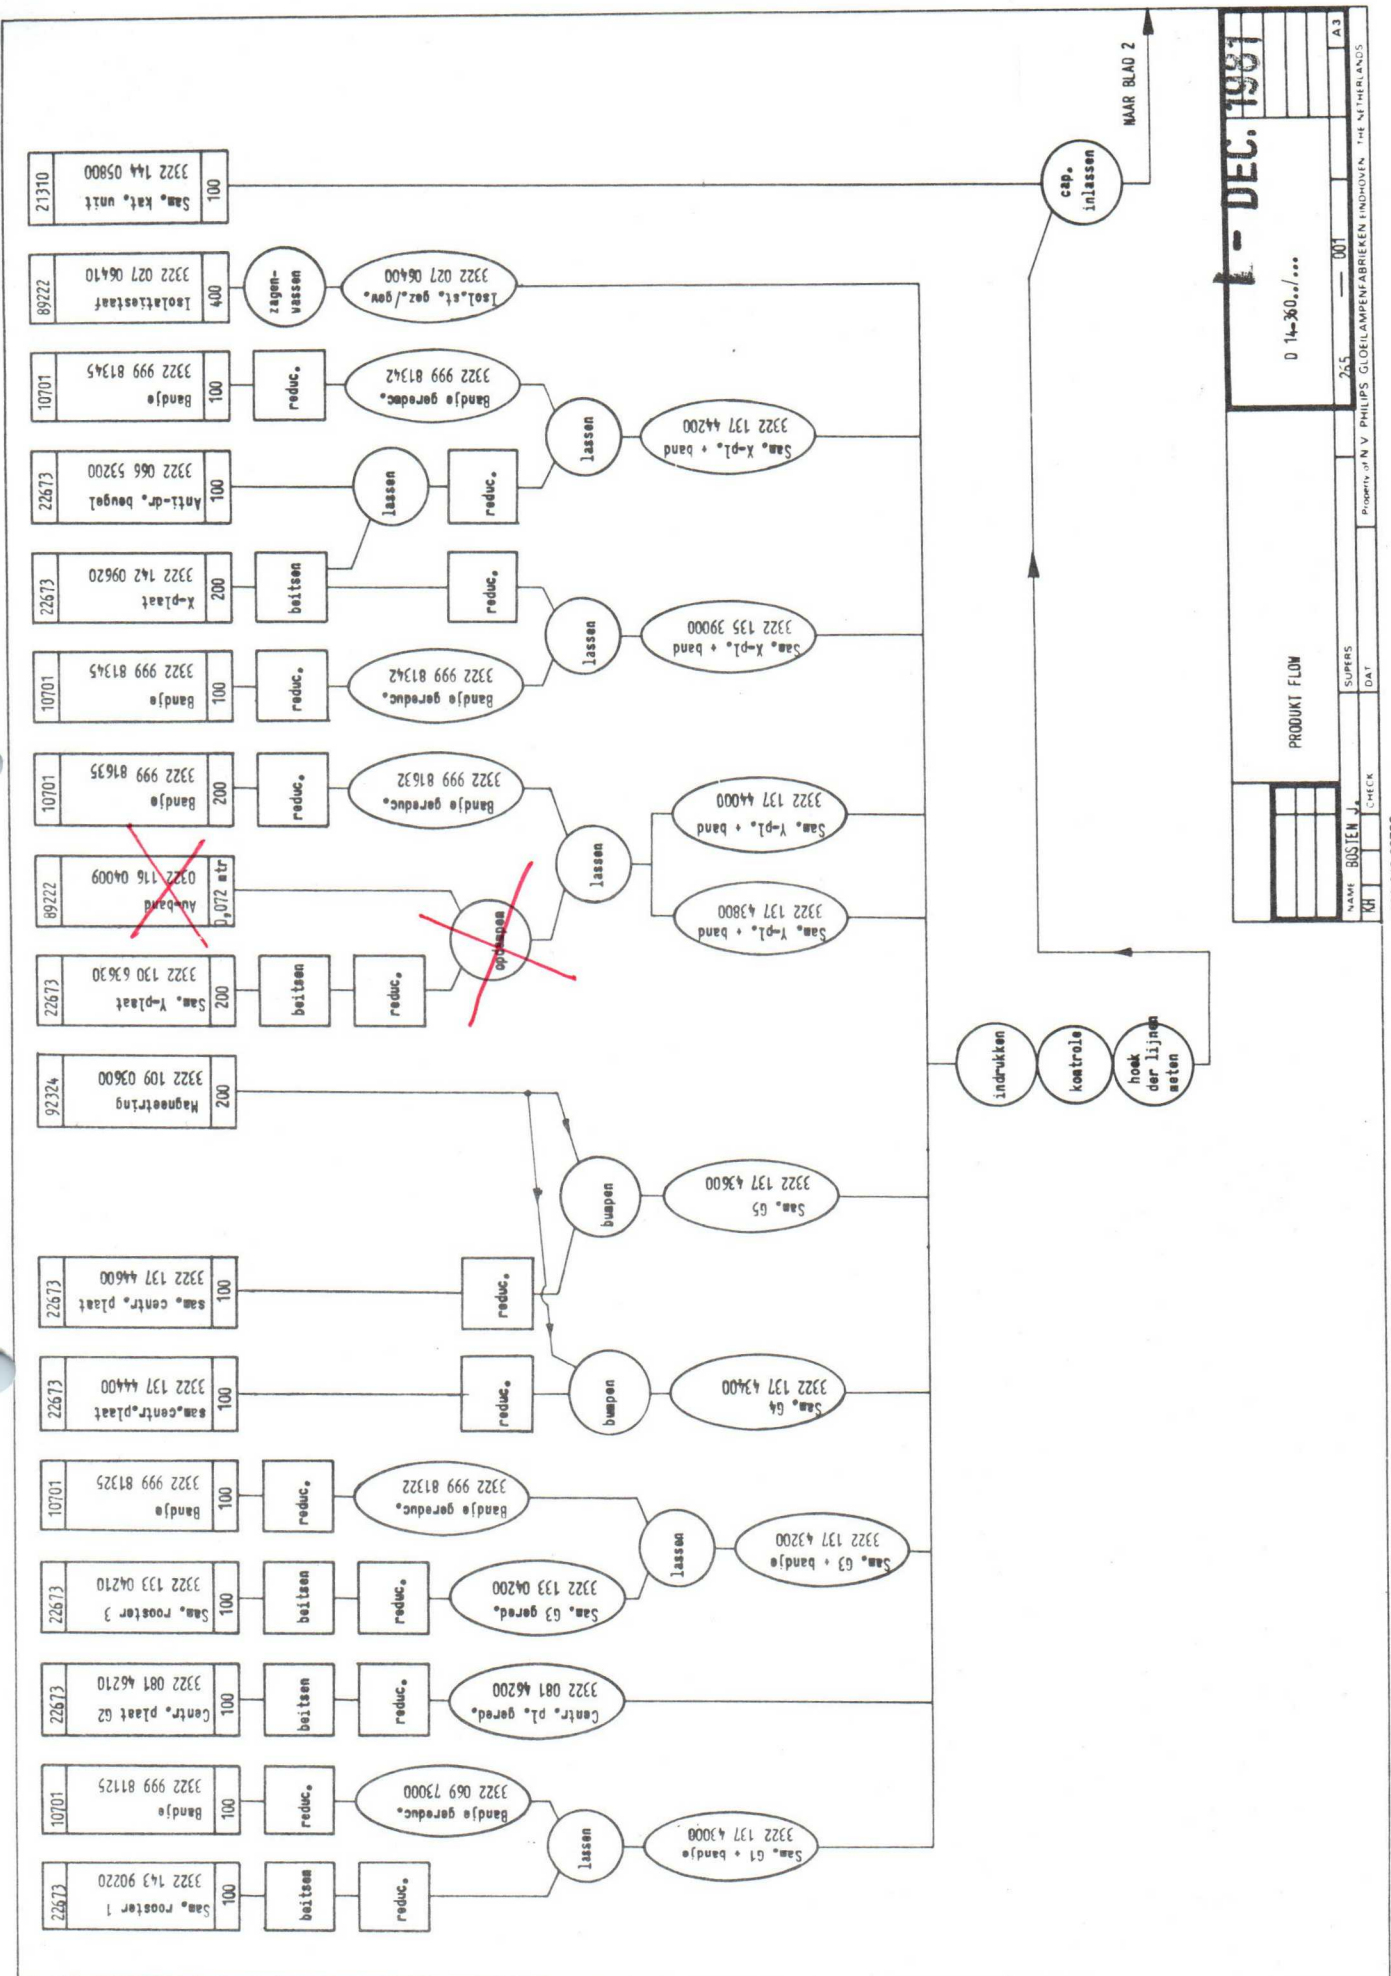 21310
Sam. kat. unit
3322 144 05800
100
89222
Isolatiestaaf
3322 027 06410
400
zagen-
wassen
Isol.st. gez./gew.
3322 027 06400
10701
Bandje
3322 999 81345
100
reduc.
Bandje gereduc.
3322 999 81342
22673
Anti-dr. beugel
3322 066 53200
100
lassen
reduc.
lassen
Sam. X-pl. + band
3322 137 44200
22673
X-plaat
3322 142 09620
200
beitsen
reduc.
lassen
Sam. X-pl. + band
3322 135 39000
10701
Bandje
3322 999 81345
100
reduc.
Bandje gereduc.
3322 999 81342
10701
Bandje
3322 999 81635
200
reduc.
Bandje gereduc.
3322 999 81632
89222
Au-band
0322 116 04009
0,072 mtr
opdampen
lassen
Sam. Y-pl. + band
3322 137 44000
Sam. Y-pl. + band
3322 137 43800
22673
Sam. Y-plaat
3322 130 63630
200
beitsen
reduc.
92324
Magneetring
3322 109 03600
200
bumpen
Sam. G5
3322 137 43600
22673
sam. centr. plaat
3322 137 44600
100
reduc.
22673
sam.centr.plaat
3322 137 44400
100
reduc.
bumpen
Sam. G4
3322 137 43400
10701
Bandje
3322 999 81325
100
reduc.
Bandje gereduc.
3322 999 81322
lassen
Sam. G3 + bandje
3322 137 43200
22673
Sam. rooster 3
3322 133 04210
100
beitsen
reduc.
Sam. G3 gered.
3322 133 04200
22673
Centr. plaat G2
3322 081 46210
100
beitsen
reduc.
Centr. pl. gered.
3322 081 46200
10701
Bandje
3322 999 81125
100
reduc.
Bandje gereduc.
3322 069 73000
lassen
Sam. G1 + bandje
3322 137 43000
22673
Sam. rooster 1
3322 143 90220
100
beitsen
reduc.
indrukken
kontrole
hoek
der lijnen
meten
cap.
inlassen
NAAR BLAD 2
PRODUKT FLOW
D 14-360../...
1 - DEC. 1981
NAME BOSTEN J.
SUPERS
265 — 001
A3
KH
CHECK
DAT
Property of N V PHILIPS GLOEILAMPENFABRIEKEN EINDHOVEN THE NETHERLANDS